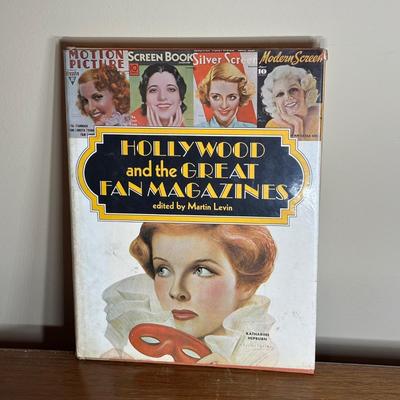 MOTION PICTURE
SCREEN BOOK
Silver Screen
Modern Screen
10
HOLLYWOOD
and the GREAT
FAN MAGAZINES
edited by Martin Levin
KATHARINE
HEPBURN